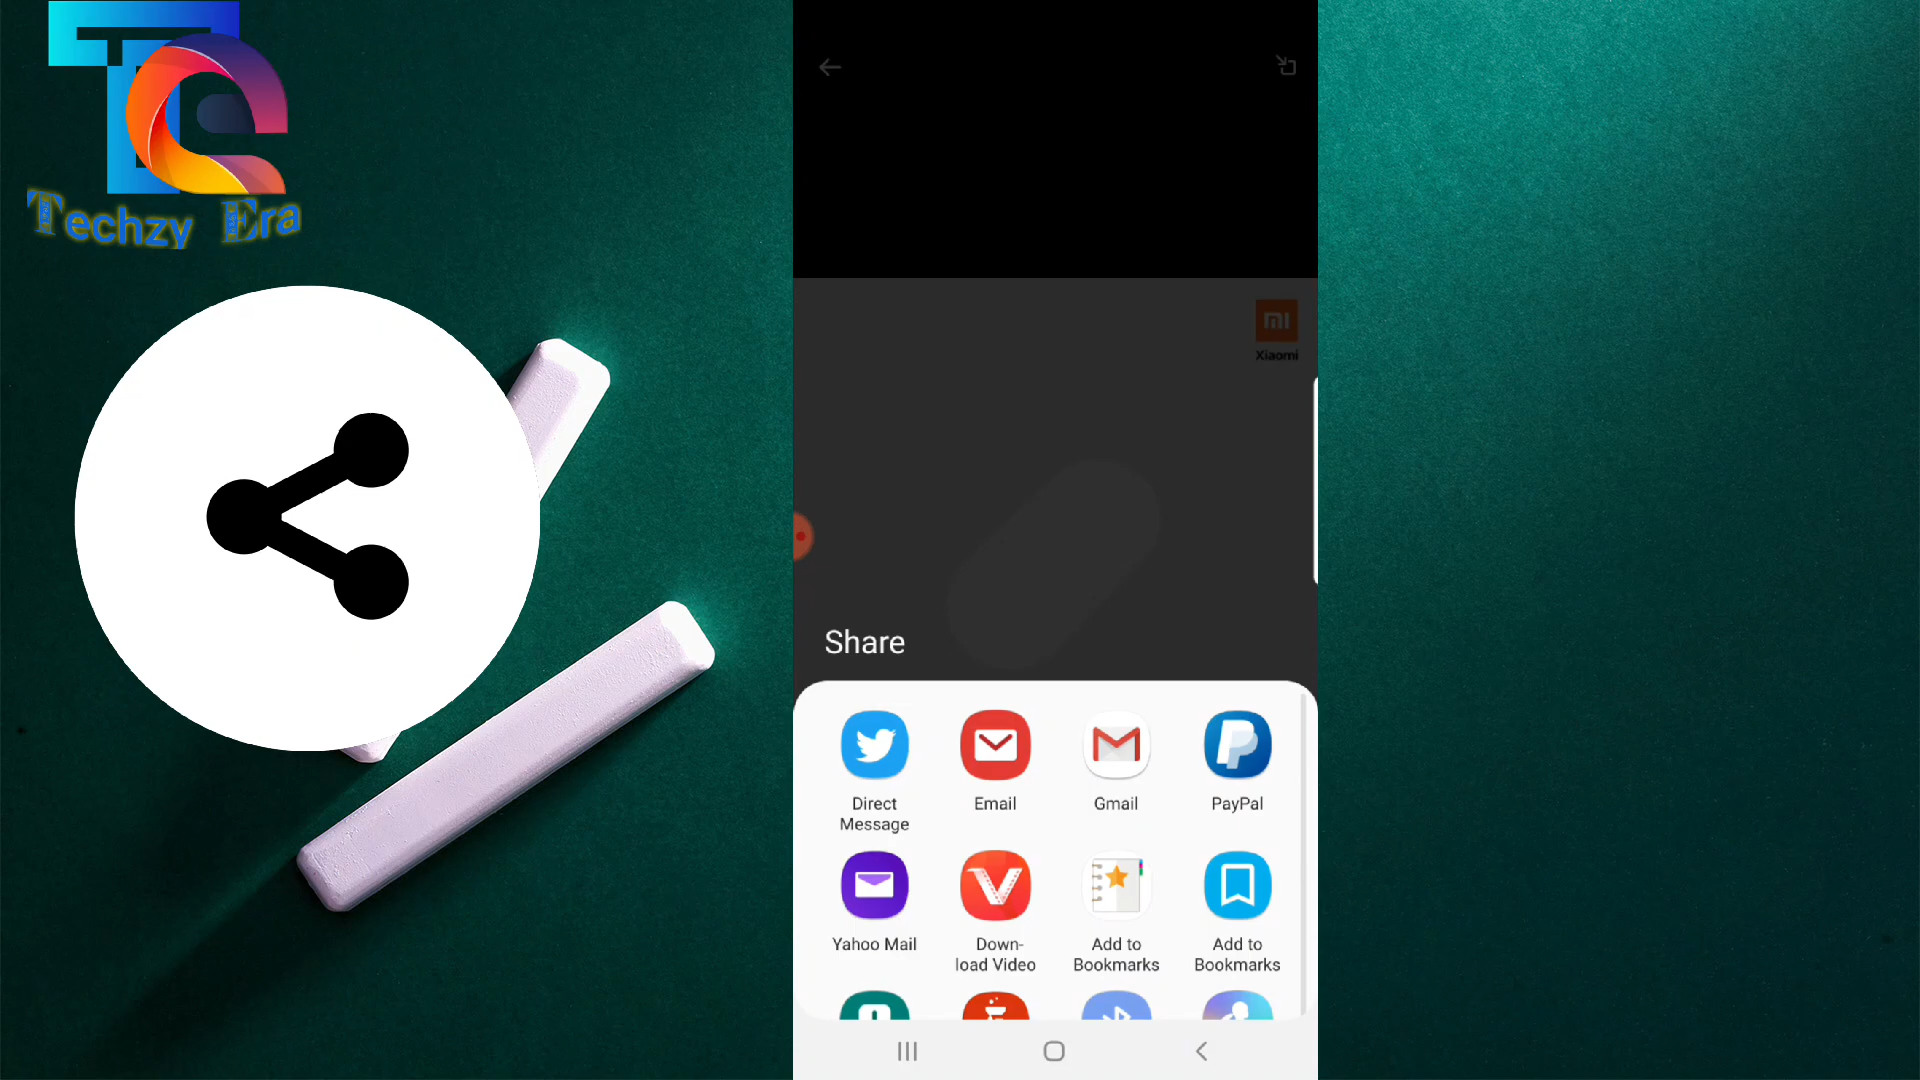 Techzy Era
Xiaomi
Share
Direct
Message
Email
Gmail
PayPal
Yahoo Mail
Down-
load Video
Add to
Bookmarks
Add to
Bookmarks